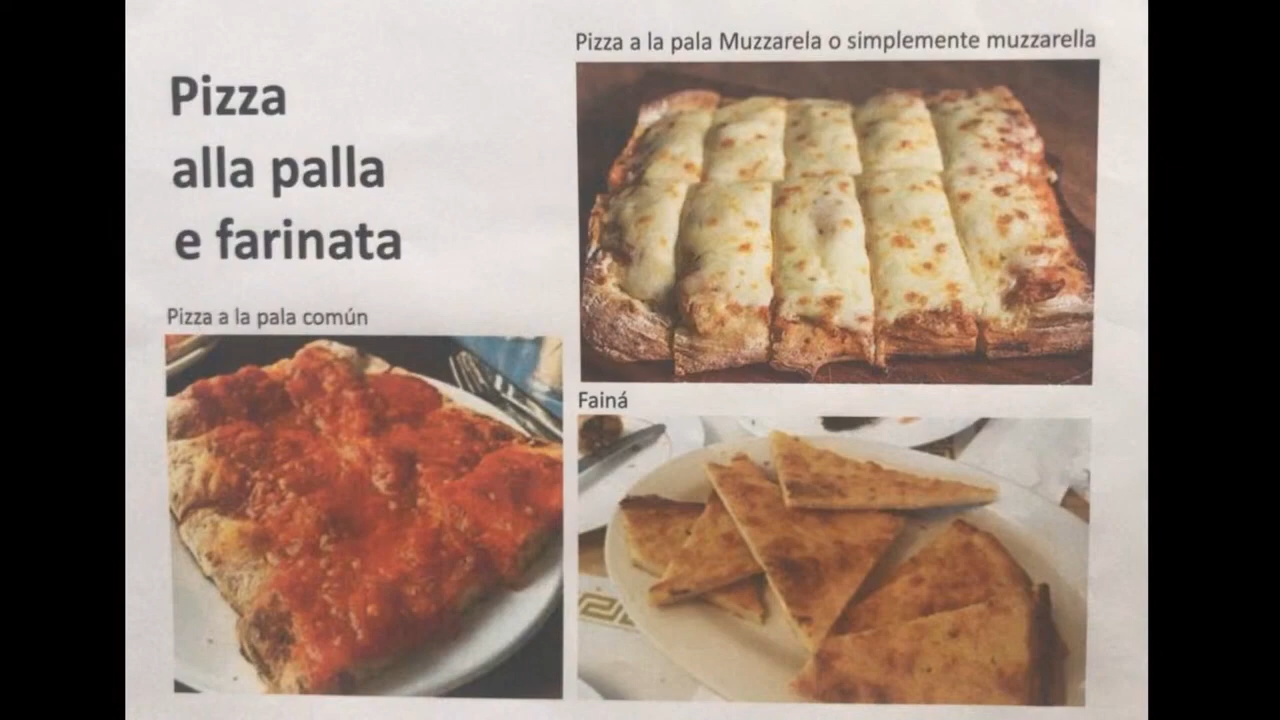 Pizza
alla palla
e farinata
Pizza a la pala común
Pizza a la pala Muzzarela o simplemente muzzarella
Fainá